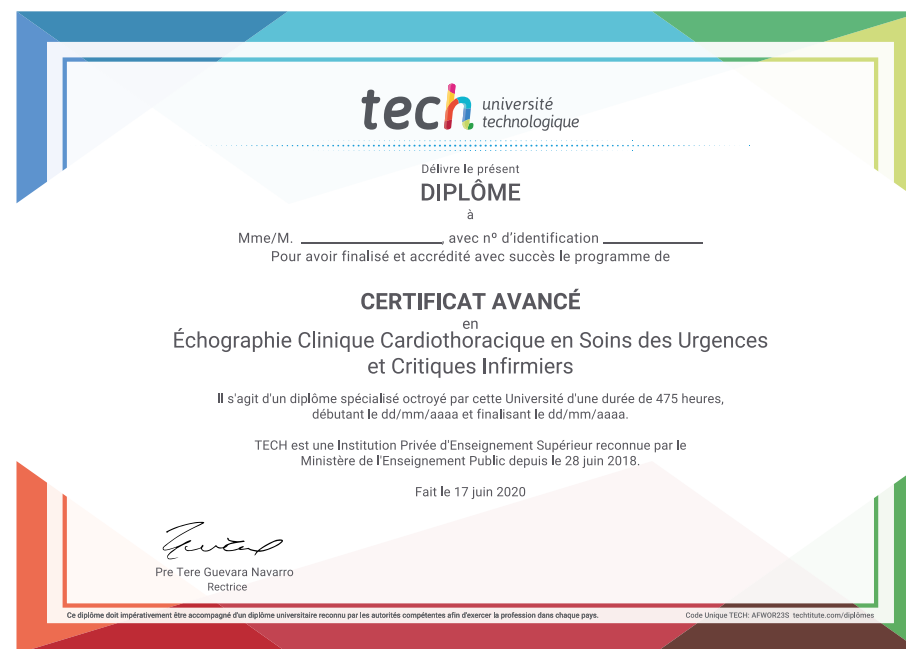 tech université
technologique
Délivre le présent
DIPLÔME
à
Mme/M. ____________________, avec nº d'identification ______________
Pour avoir finalisé et accrédité avec succès le programme de
CERTIFICAT AVANCÉ
en
Échographie Clinique Cardiothoracique en Soins des Urgences
et Critiques Infirmiers
Il s'agit d'un diplôme spécialisé octroyé par cette Université d'une durée de 475 heures,
débutant le dd/mm/aaaa et finalisant le dd/mm/aaaa.
TECH est une Institution Privée d'Enseignement Supérieur reconnue par le
Ministère de l'Enseignement Public depuis le 28 juin 2018.
Fait le 17 juin 2020
Pre Tere Guevara Navarro
Rectrice
Ce diplôme doit impérativement être accompagné d'un diplôme universitaire reconnu par les autorités compétentes afin d'exercer la profession dans chaque pays.
Code Unique TECH: AFWOR23S techtitute.com/diplômes